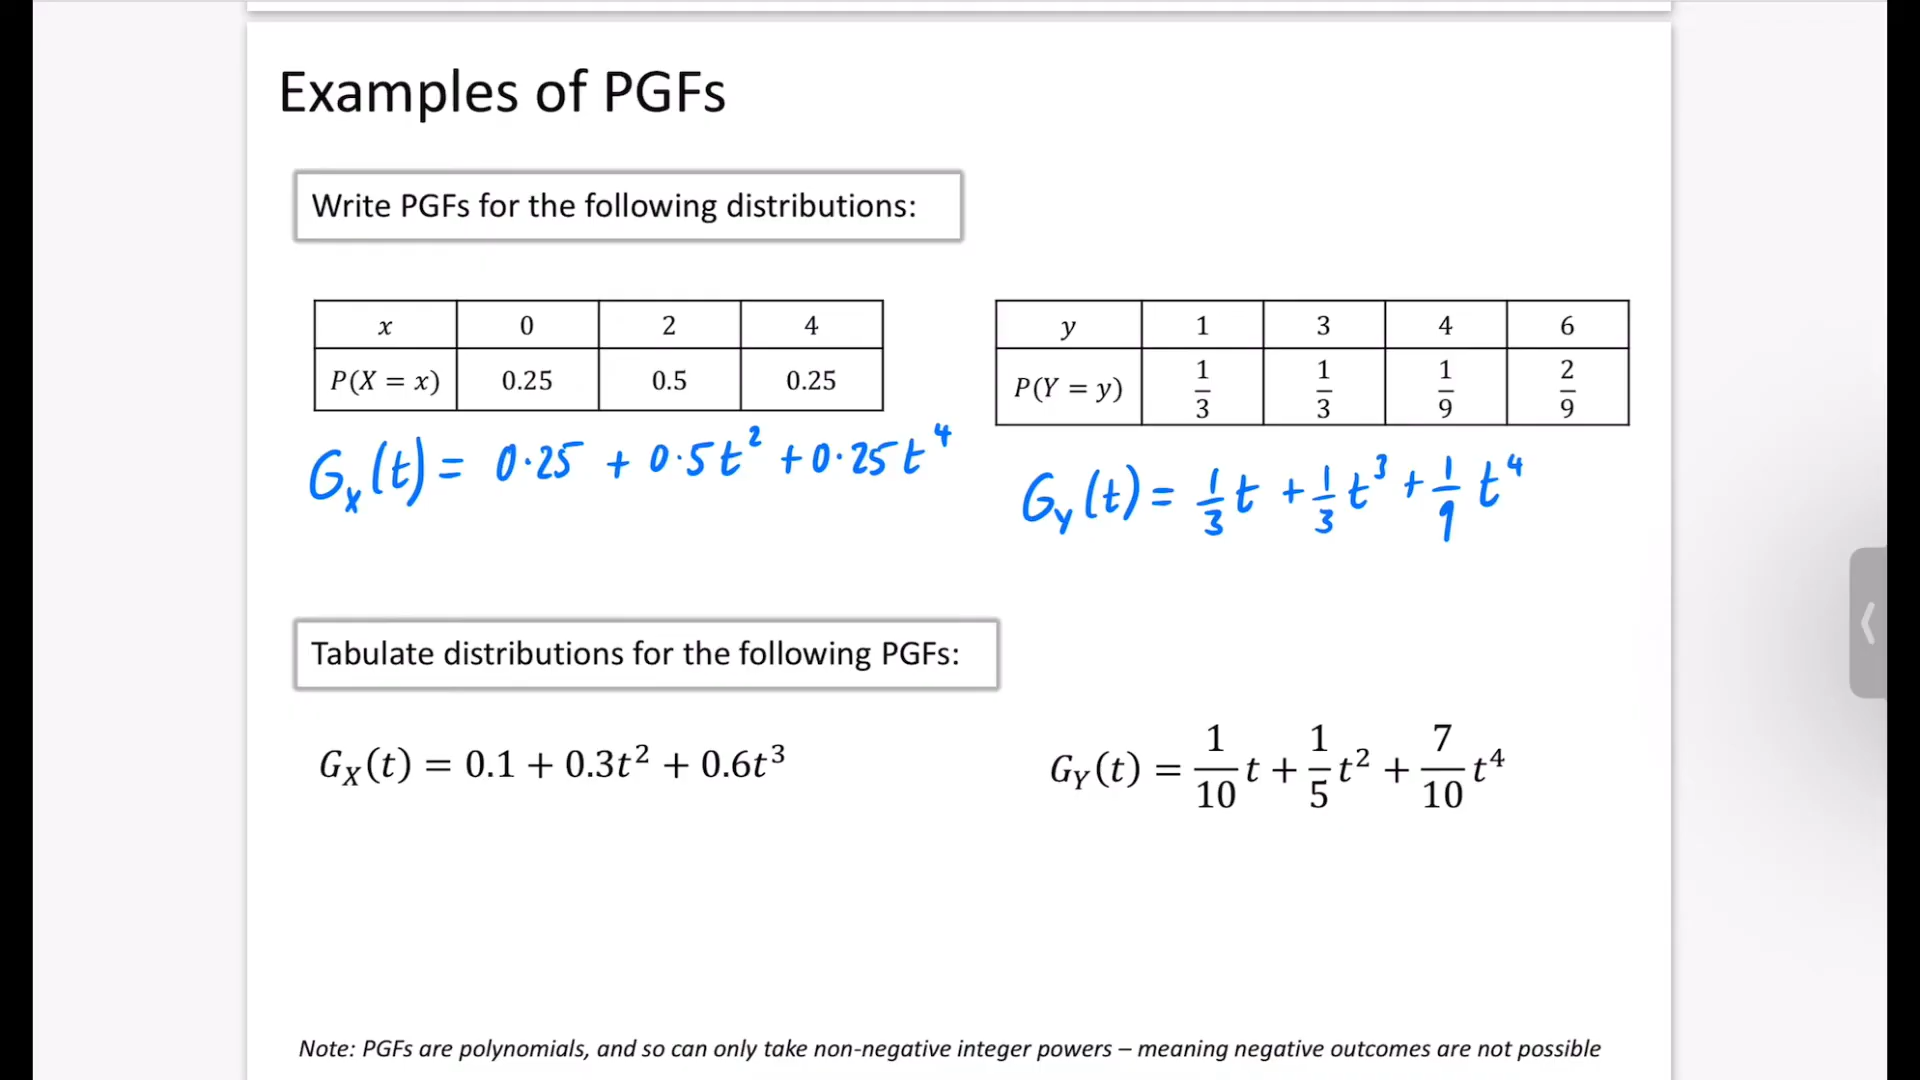 Examples of PGFs
Write PGFs for the following distributions:
x 0 2 4
P(X = x) 0.25 0.5 0.25
y 1 3 4 6
P(Y = y) 1/3 1/3 1/9 2/9
G_X(t) = 0.25 + 0.5t² + 0.25t⁴
G_Y(t) = 1/3 t + 1/3 t³ + 1/9 t⁴
Tabulate distributions for the following PGFs:
G_X(t) = 0.1 + 0.3t² + 0.6t³
G_Y(t) = 1/10 t + 1/5 t² + 7/10 t⁴
Note: PGFs are polynomials, and so can only take non-negative integer powers – meaning negative outcomes are not possible